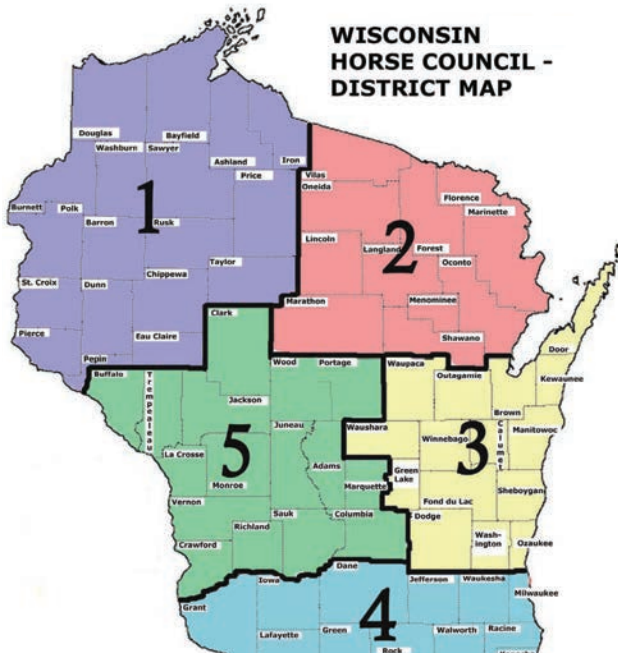 WISCONSIN
HORSE COUNCIL -
DISTRICT MAP
Douglas
Bayfield
Washburn
Sawyer
Ashland
Iron
Price
Burnett
Polk
1
Barron
Rusk
Taylor
St. Croix
Dunn
Chippewa
Pierce
Eau Claire
Pepin
Vilas
Oneida
Florence
Marinette
Lincoln
Langland
Forest
2
Oconto
Marathon
Menominee
Shawano
Clark
Buffalo
Trempealeau
Wood
Portage
Jackson
Juneau
La Crosse
5
Adams
Monroe
Marquette
Vernon
Sauk
Columbia
Richland
Crawford
Waupaca
Outagamie
Door
Kewaunee
Brown
Waushara
Winnebago
Calumet
Manitowoc
3
Green
Lake
Sheboygan
Fond du Lac
Dodge
Wash-
ington
Ozaukee
Iowa
Dane
Jefferson
Waukesha
Milwaukee
Grant
4
Lafayette
Green
Walworth
Racine
Rock